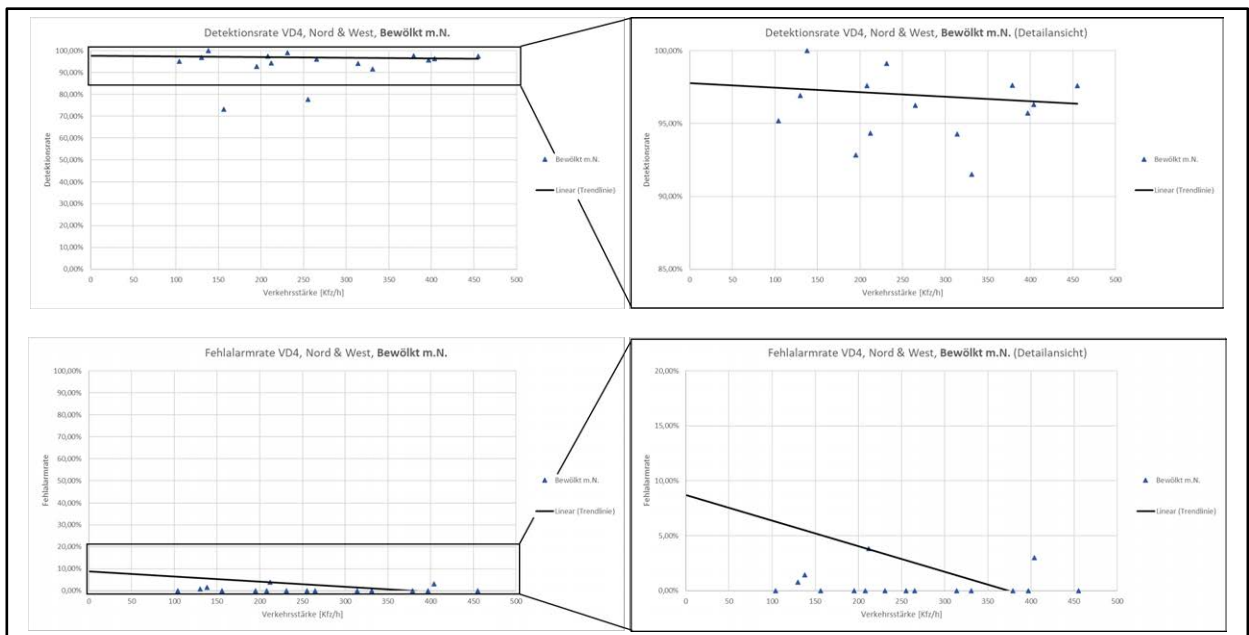 Detektionsrate VD4, Nord & West, Bewölkt m.N.
100,00%
90,00%
80,00%
70,00%
60,00%
50,00%
40,00%
30,00%
20,00%
10,00%
0,00%
Detektionsrate
0 50 100 150 200 250 300 350 400 450 500
Verkehrsstärke [Kfz/h]
Bewölkt m.N.
Linear (Trendlinie)
Detektionsrate VD4, Nord & West, Bewölkt m.N. (Detailansicht)
100,00%
95,00%
90,00%
85,00%
Detektionsrate
0 50 100 150 200 250 300 350 400 450 500
Verkehrsstärke [Kfz/h]
Bewölkt m.N.
Linear (Trendlinie)
Fehlalarmrate VD4, Nord & West, Bewölkt m.N.
100,00%
90,00%
80,00%
70,00%
60,00%
50,00%
40,00%
30,00%
20,00%
10,00%
0,00%
Fehlalarmrate
0 50 100 150 200 250 300 350 400 450 500
Verkehrsstärke [Kfz/h]
Bewölkt m.N.
Linear (Trendlinie)
Fehlalarmrate VD4, Nord & West, Bewölkt m.N. (Detailansicht)
20,00%
15,00%
10,00%
5,00%
0,00%
Fehlalarmrate
0 50 100 150 200 250 300 350 400 450 500
Verkehrsstärke [Kfz/h]
Bewölkt m.N.
Linear (Trendlinie)